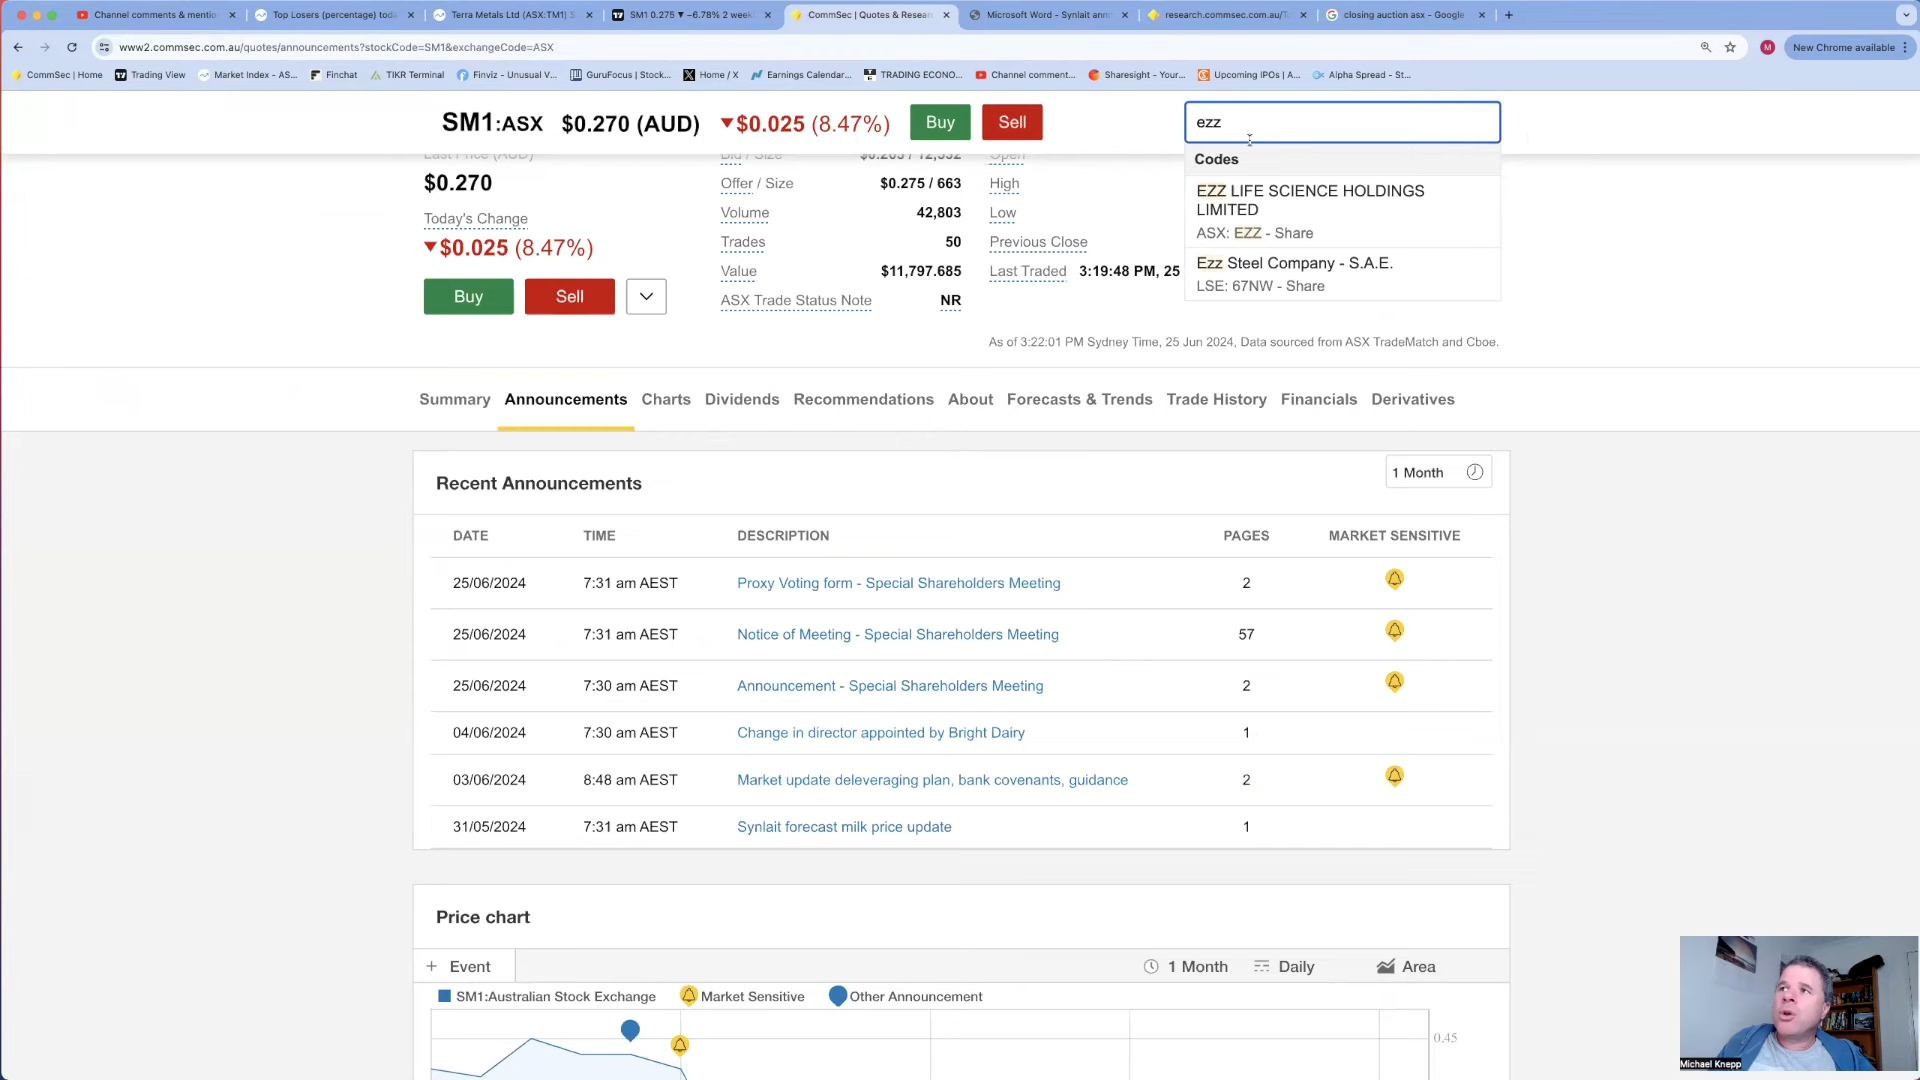 Channel comments & mentio
Top Losers (percentage) toda
Terra Metals Ltd (ASX:TM1) S
SM1 0.275 ▼ −6.78% 2 week
CommSec | Quotes & Resear
Microsoft Word - Synlait ann
research.commsec.com.au/T
closing auction asx - Google
www2.commsec.com.au/quotes/announcements?stockCode=SM1&exchangeCode=ASX
M
New Chrome available
CommSec | Home
Trading View
Market Index - AS...
Finchat
TIKR Terminal
Finviz - Unusual V...
GuruFocus | Stock...
Home / X
Earnings Calendar...
TRADING ECONO...
Channel comment...
Sharesight - Your...
Upcoming IPOs | A...
Alpha Spread - St...
SM1:ASX $0.270 (AUD) ▼$0.025 (8.47%) Buy Sell
ezz
Codes
EZZ LIFE SCIENCE HOLDINGS
LIMITED
ASX: EZZ - Share
Ezz Steel Company - S.A.E.
LSE: 67NW - Share
Last Price (AUD)
$0.270
Today's Change
▼$0.025 (8.47%)
Buy Sell
Bid / Size $0.265 / 12,552
Offer / Size $0.275 / 663
Volume 42,803
Trades 50
Value $11,797.685
ASX Trade Status Note NR
Open
High
Low
Previous Close
Last Traded 3:19:48 PM, 25
As of 3:22:01 PM Sydney Time, 25 Jun 2024, Data sourced from ASX TradeMatch and Cboe.
Summary Announcements Charts Dividends Recommendations About Forecasts & Trends Trade History Financials Derivatives
Recent Announcements
1 Month
DATE TIME DESCRIPTION PAGES MARKET SENSITIVE
25/06/2024 7:31 am AEST Proxy Voting form - Special Shareholders Meeting 2
25/06/2024 7:31 am AEST Notice of Meeting - Special Shareholders Meeting 57
25/06/2024 7:30 am AEST Announcement - Special Shareholders Meeting 2
04/06/2024 7:30 am AEST Change in director appointed by Bright Dairy 1
03/06/2024 8:48 am AEST Market update deleveraging plan, bank covenants, guidance 2
31/05/2024 7:31 am AEST Synlait forecast milk price update 1
Price chart
+ Event
1 Month Daily Area
SM1:Australian Stock Exchange Market Sensitive Other Announcement
0.45
Michael Knepp